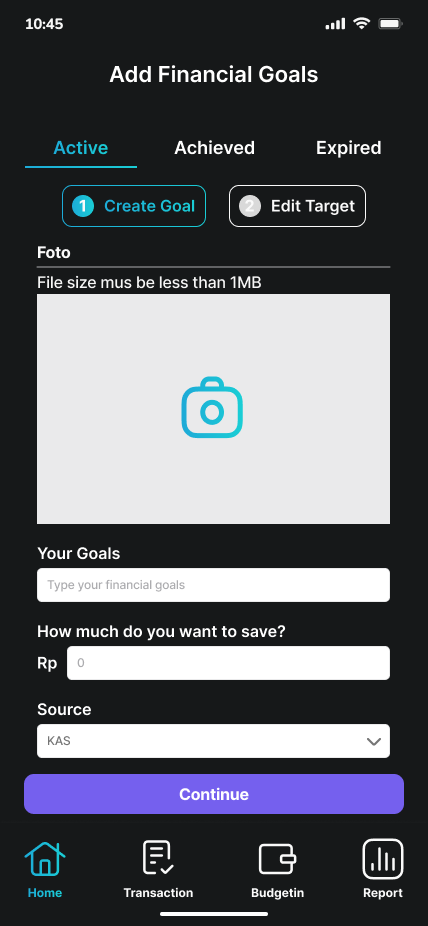 10:45
Add Financial Goals
Active Achieved Expired
1 Create Goal 2 Edit Target
Foto
File size mus be less than 1MB
Your Goals
Type your financial goals
How much do you want to save?
Rp 0
Source
KAS
Continue
Home Transaction Budgetin Report